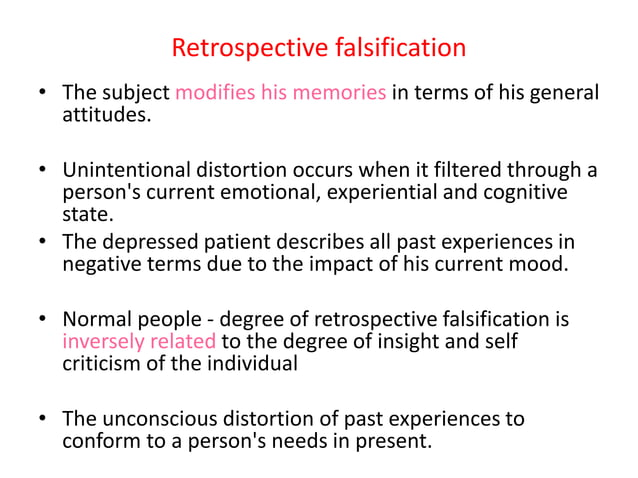 Retrospective falsification
• The subject modifies his memories in terms of his general
attitudes.
• Unintentional distortion occurs when it filtered through a
person's current emotional, experiential and cognitive
state.
• The depressed patient describes all past experiences in
negative terms due to the impact of his current mood.
• Normal people - degree of retrospective falsification is
inversely related to the degree of insight and self
criticism of the individual
• The unconscious distortion of past experiences to
conform to a person's needs in present.